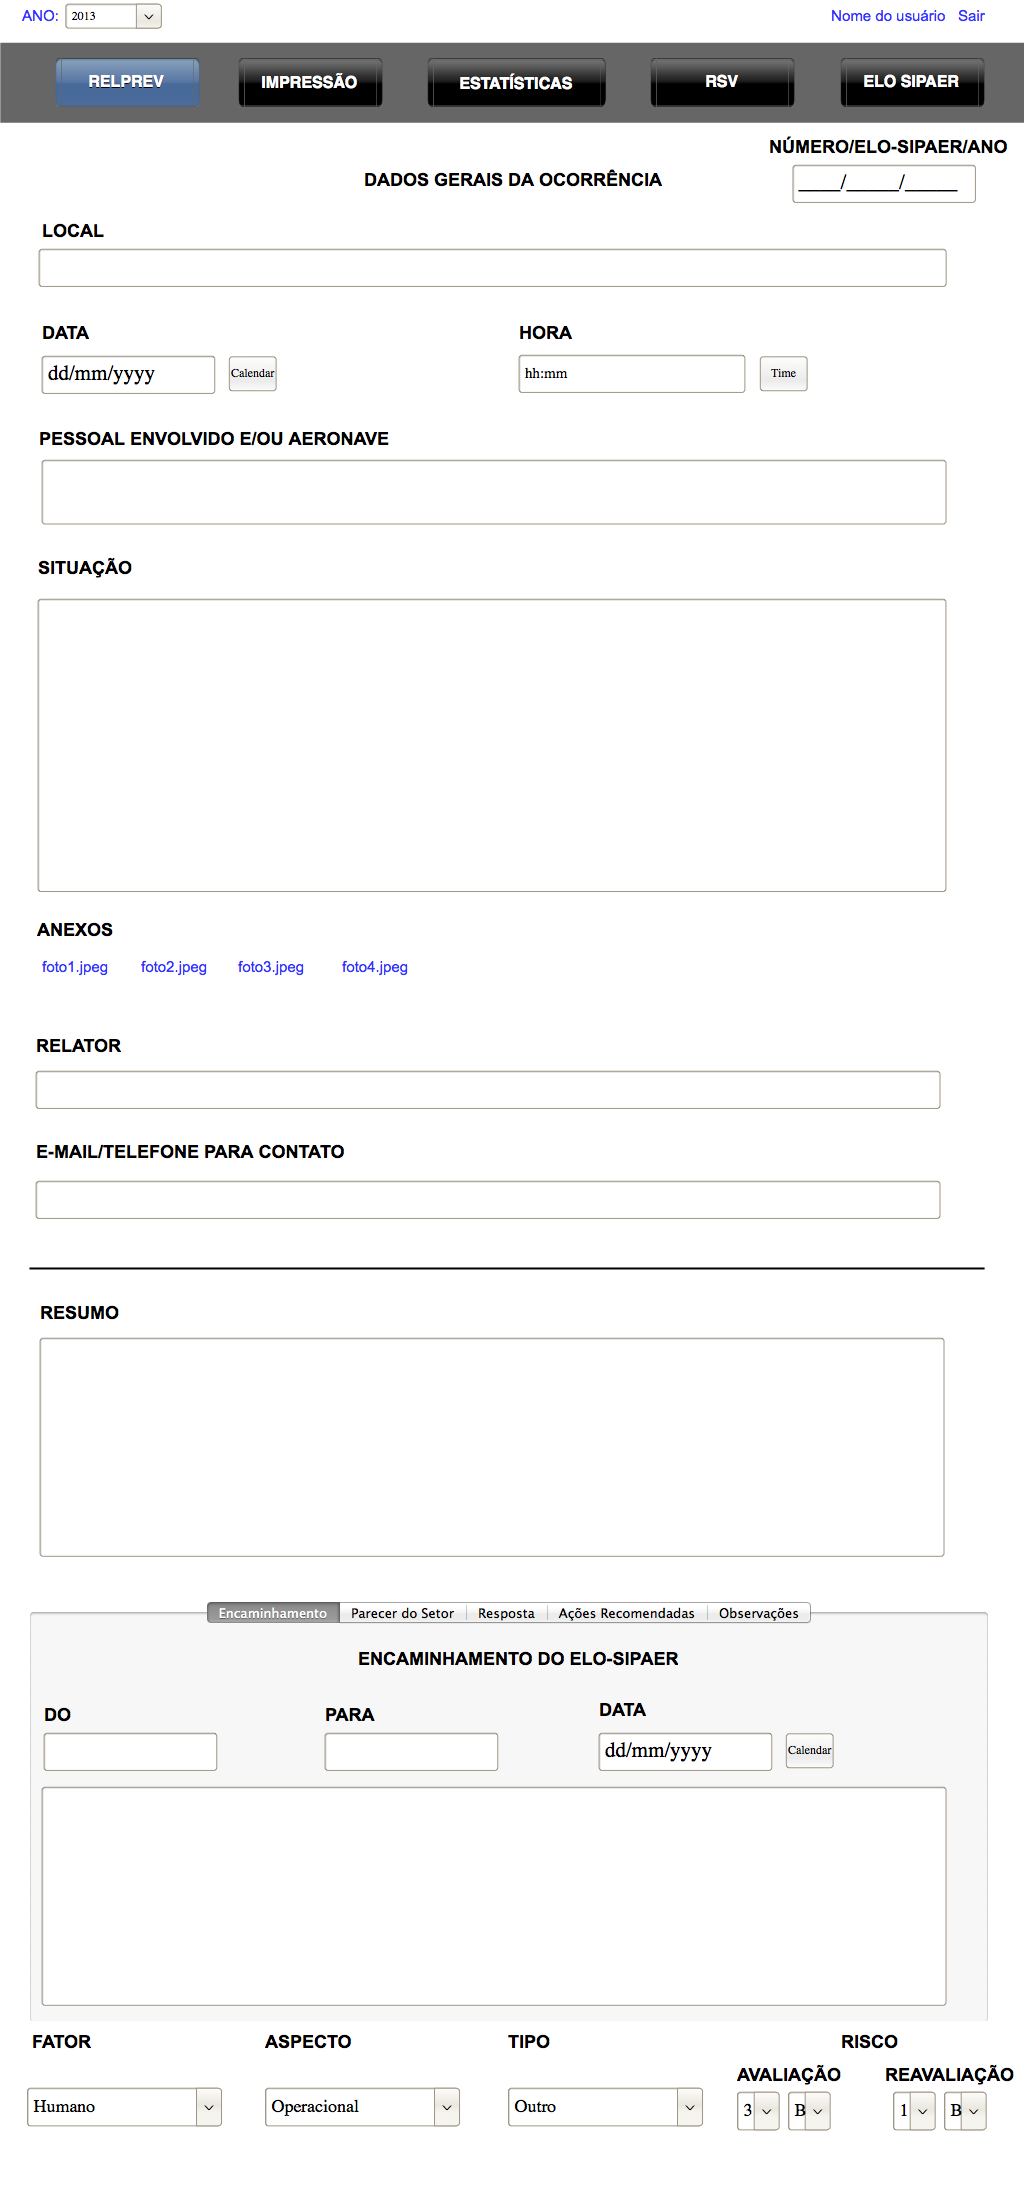 ANO: 2013 Nome do usuário Sair
RELPREV IMPRESSÃO ESTATÍSTICAS RSV ELO SIPAER
NÚMERO/ELO-SIPAER/ANO
DADOS GERAIS DA OCORRÊNCIA ____/_____/_____
LOCAL
DATA HORA
dd/mm/yyyy Calendar hh:mm Time
PESSOAL ENVOLVIDO E/OU AERONAVE
SITUAÇÃO
ANEXOS
foto1.jpeg foto2.jpeg foto3.jpeg foto4.jpeg
RELATOR
E-MAIL/TELEFONE PARA CONTATO
RESUMO
Encaminhamento Parecer do Setor Resposta Ações Recomendadas Observações
ENCAMINHAMENTO DO ELO-SIPAER
DO PARA DATA
dd/mm/yyyy Calendar
FATOR ASPECTO TIPO RISCO
AVALIAÇÃO REAVALIAÇÃO
Humano Operacional Outro 3 B 1 B